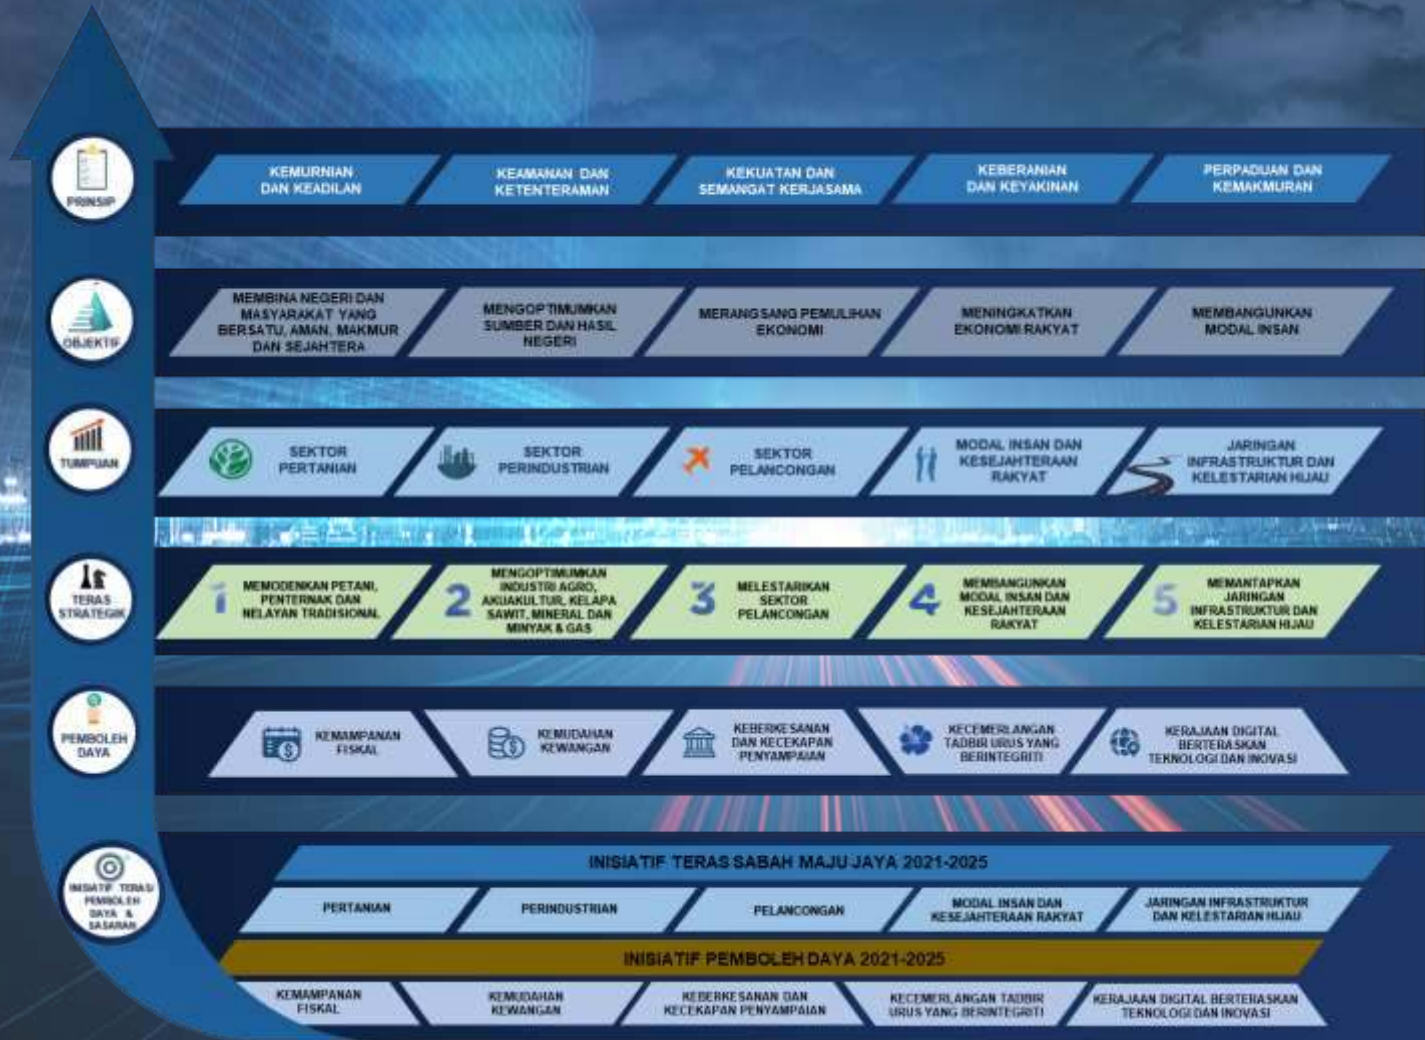 PRINSIP
KEMURNIAN
DAN KEADILAN
KEAMANAN DAN
KETENTERAMAN
KEKUATAN DAN
SEMANGAT KERJASAMA
KEBERANIAN
DAN KEYAKINAN
PERPADUAN DAN
KEMAKMURAN
OBJEKTIF
MEMBINA NEGERI DAN
MASYARAKAT YANG
BERSATU, AMAN, MAKMUR
DAN SEJAHTERA
MENGOPTIMUMKAN
SUMBER DAN HASIL
NEGERI
MERANGSANG PEMULIHAN
EKONOMI
MENINGKATKAN
EKONOMI RAKYAT
MEMBANGUNKAN
MODAL INSAN
TUMPUAN
SEKTOR
PERTANIAN
SEKTOR
PERINDUSTRIAN
SEKTOR
PELANCONGAN
MODAL INSAN DAN
KESEJAHTERAAN
RAKYAT
JARINGAN
INFRASTRUKTUR DAN
KELESTARIAN HIJAU
TERAS
STRATEGIK
1
MEMODENKAN PETANI,
PENTERNAK DAN
NELAYAN TRADISIONAL
2
MENGOPTIMUMKAN
INDUSTRI AGRO,
AKUAKULTUR, KELAPA
SAWIT, MINERAL DAN
MINYAK & GAS
3
MELESTARIKAN
SEKTOR
PELANCONGAN
4
MEMBANGUNKAN
MODAL INSAN DAN
KESEJAHTERAAN
RAKYAT
5
MEMANTAPKAN
JARINGAN
INFRASTRUKTUR DAN
KELESTARIAN HIJAU
PEMBOLEH
DAYA
KEMAMPANAN
FISKAL
KEMUDAHAN
KEWANGAN
KEBERKESANAN
DAN KECEKAPAN
PENYAMPAIAN
KECEMERLANGAN
TADBIR URUS YANG
BERINTEGRITI
KERAJAAN DIGITAL
BERTERASKAN
TEKNOLOGI DAN INOVASI
INISIATIF TERAS
PEMBOLEH
DAYA &
SASARAN
INISIATIF TERAS SABAH MAJU JAYA 2021-2025
PERTANIAN
PERINDUSTRIAN
PELANCONGAN
MODAL INSAN DAN
KESEJAHTERAAN RAKYAT
JARINGAN INFRASTRUKTUR
DAN KELESTARIAN HIJAU
INISIATIF PEMBOLEH DAYA 2021-2025
KEMAMPANAN
FISKAL
KEMUDAHAN
KEWANGAN
KEBERKESANAN DAN
KECEKAPAN PENYAMPAIAN
KECEMERLANGAN TADBIR
URUS YANG BERINTEGRITI
KERAJAAN DIGITAL BERTERASKAN
TEKNOLOGI DAN INOVASI